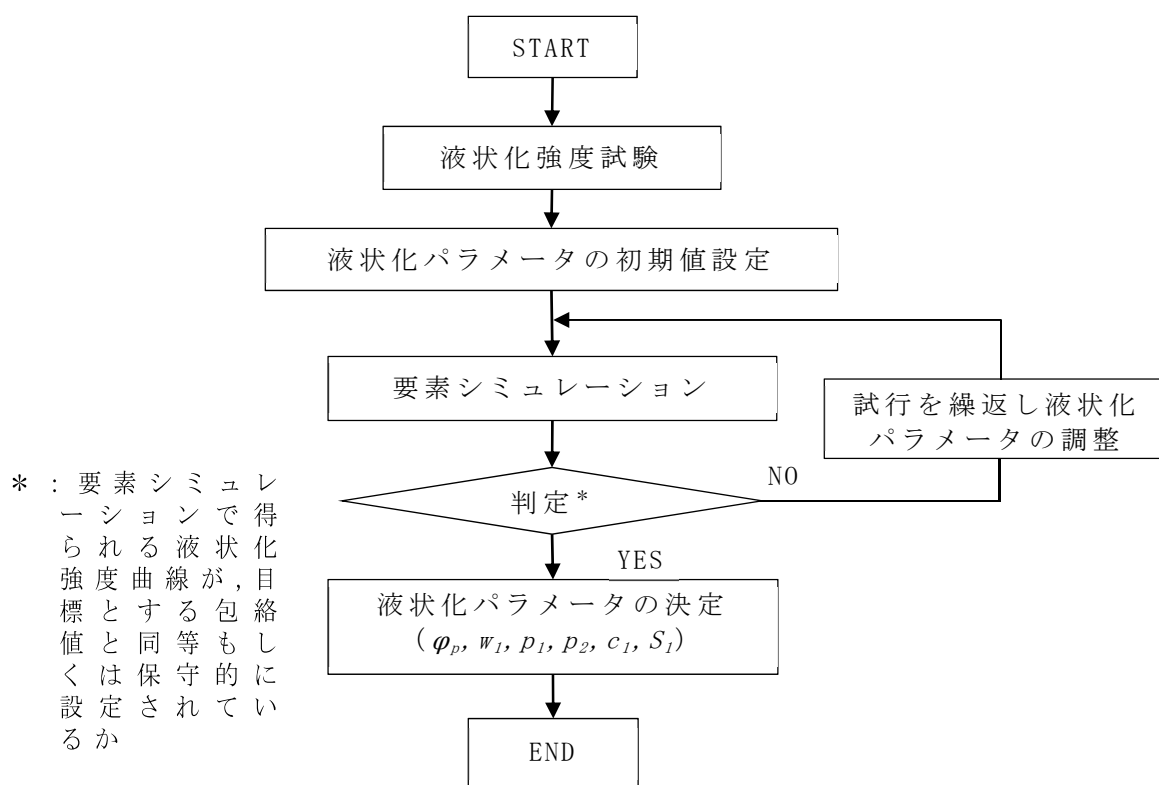 START
液状化強度試験
液状化パラメータの初期値設定
要素シミュレーション
試行を繰返し液状化
パラメータの調整
判定*
NO
YES
液状化パラメータの決定
(φp, w1, p1, p2, c1, S1)
END
*:要素シミュレ
ーションで得
られる液状化
強度曲線が,目
標とする包絡
値と同等もし
くは保守的に
設定されてい
るか